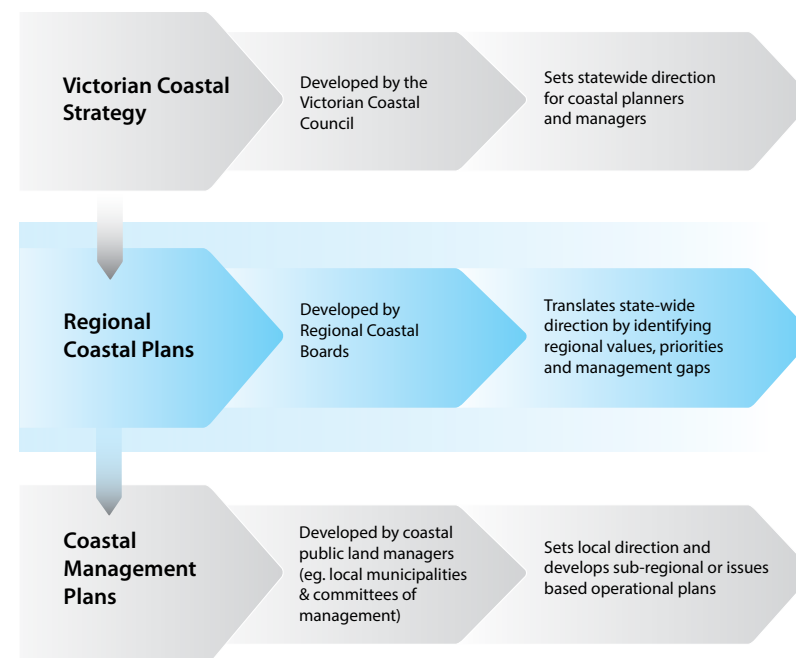 Victorian Coastal
Strategy
Developed by the
Victorian Coastal
Council
Sets statewide direction
for coastal planners
and managers
Regional
Coastal Plans
Developed by
Regional Coastal
Boards
Translates state-wide
direction by identifying
regional values, priorities
and management gaps
Coastal
Management
Plans
Developed by coastal
public land managers
(eg. local municipalities
& committees of
management)
Sets local direction and
develops sub-regional or issues
based operational plans